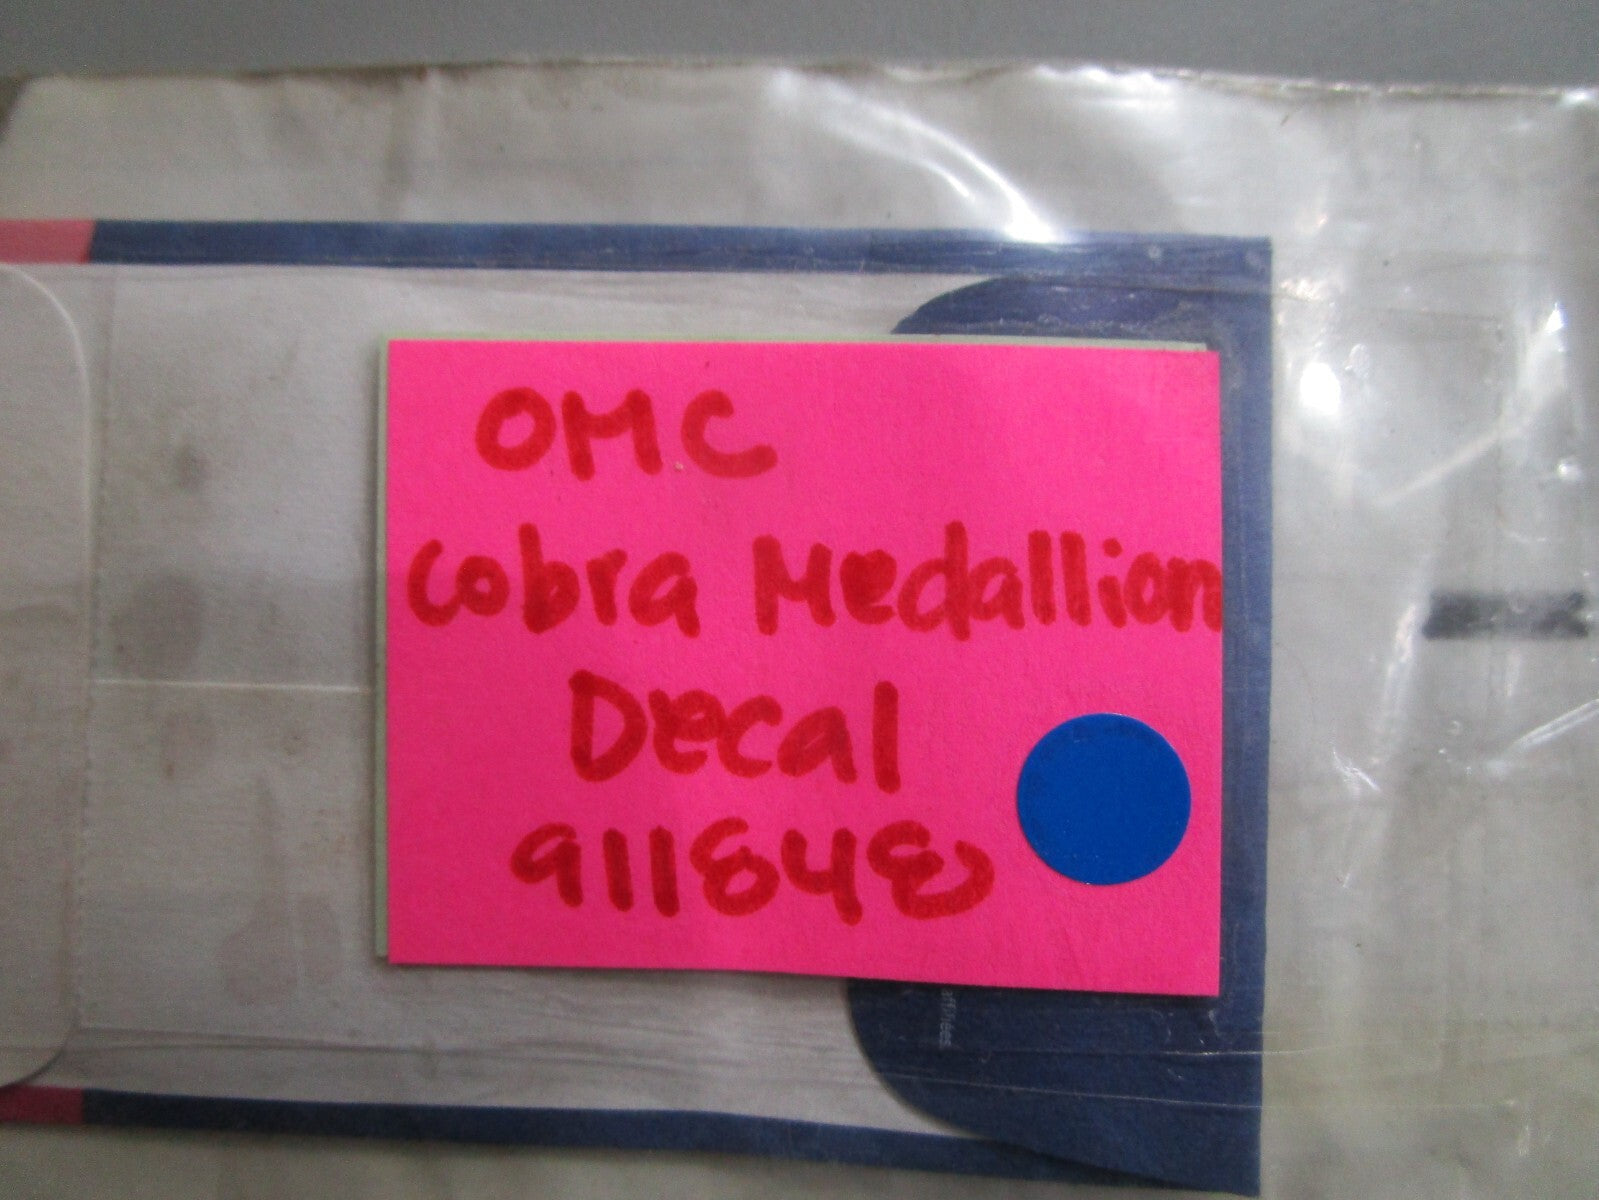 OMC
Cobra Medallion
Decal
911848